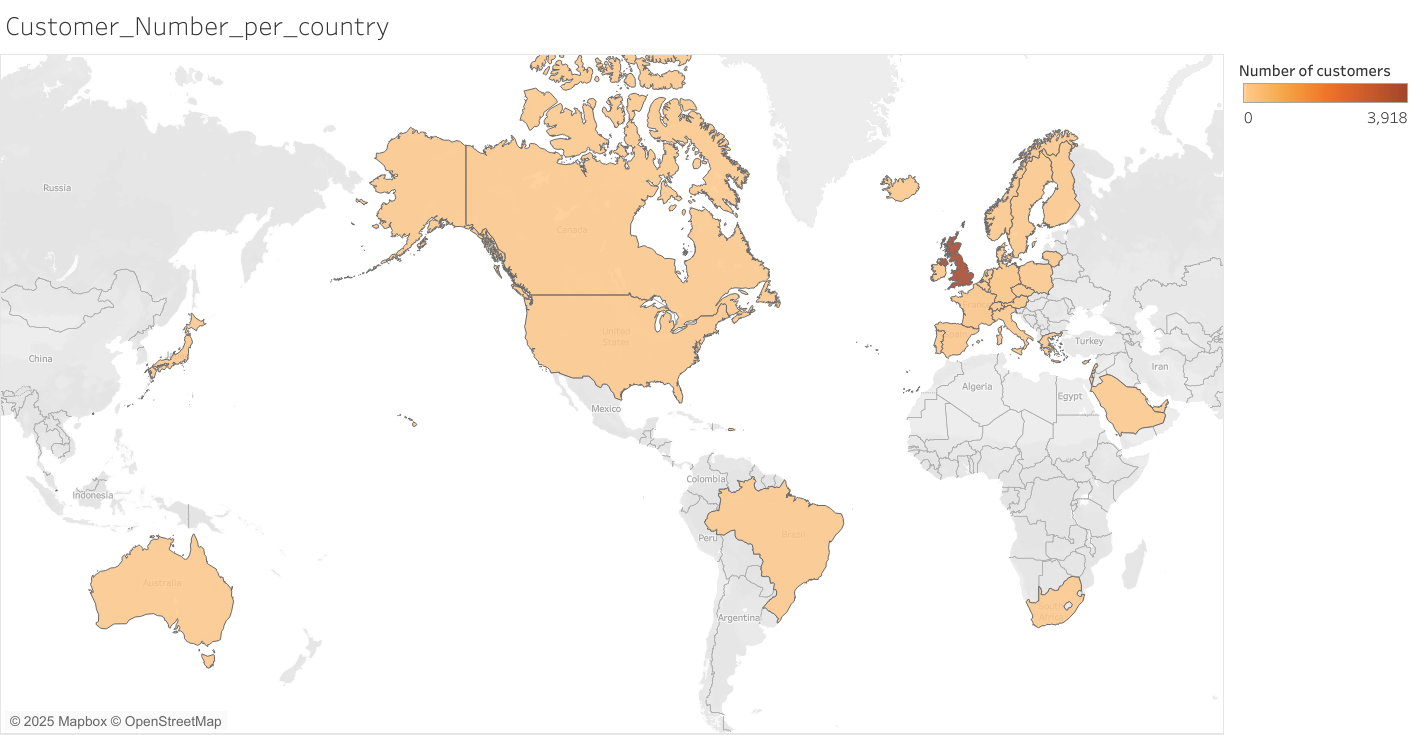 Customer_Number_per_country
Number of customers
0 3,918
Russia
Canada
China
United
States
France
Spain
Turkey
Iran
Algeria
Egypt
Mexico
Colombia
Indonesia
Peru
Brazil
Australia
Argentina
South
Africa
© 2025 Mapbox © OpenStreetMap